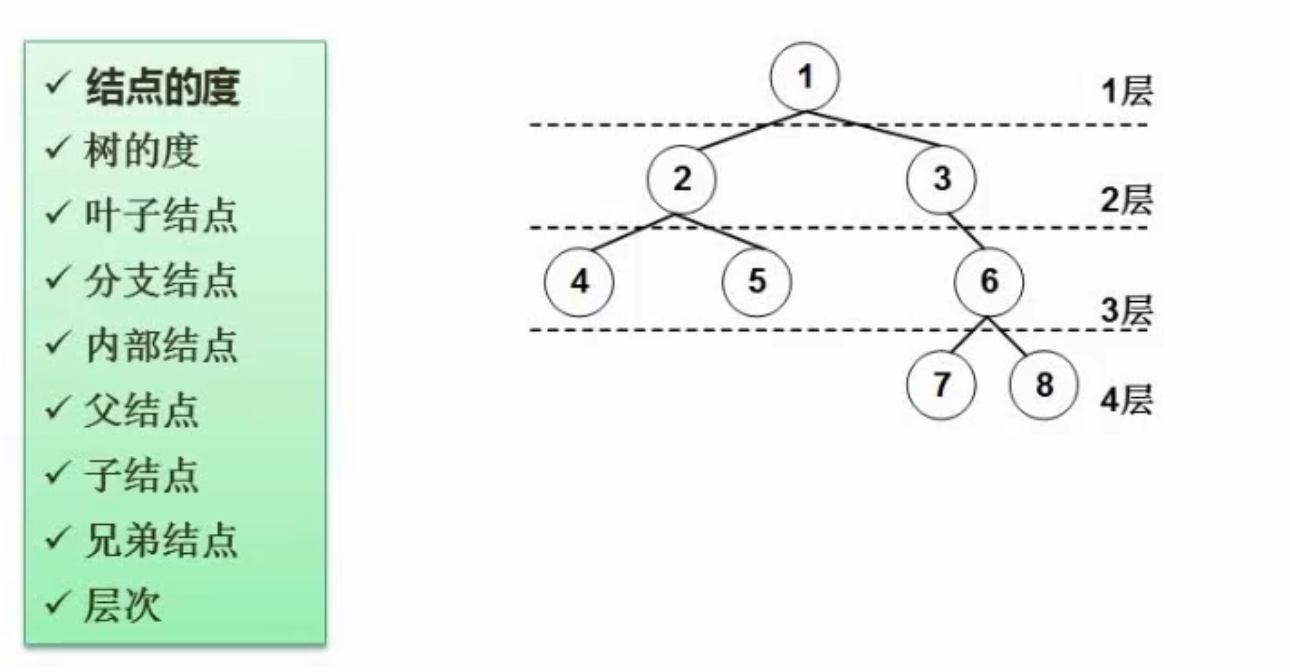 ✓ 结点的度
✓ 树的度
✓ 叶子结点
✓ 分支结点
✓ 内部结点
✓ 父结点
✓ 子结点
✓ 兄弟结点
✓ 层次
1
1层
2 3
2层
4 5 6
3层
7 8
4层